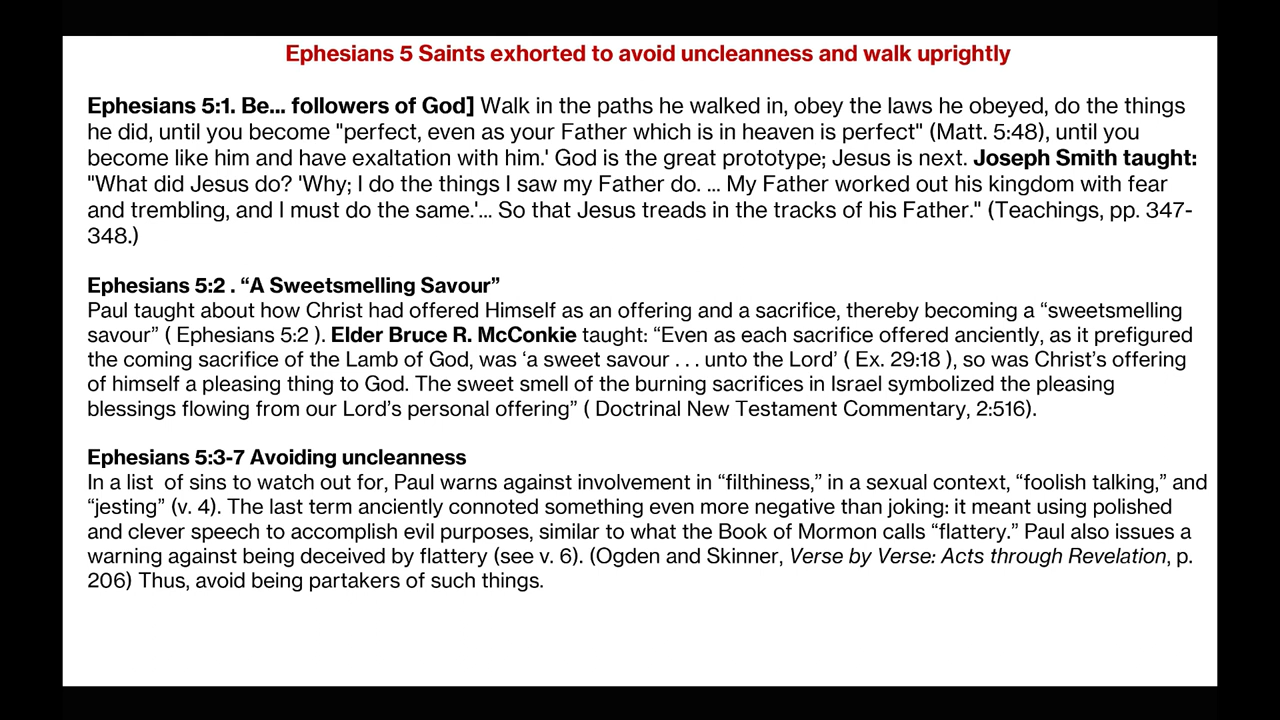 Ephesians 5 Saints exhorted to avoid uncleanness and walk uprightly
Ephesians 5:1. Be... followers of God] Walk in the paths he walked in, obey the laws he obeyed, do the things
he did, until you become "perfect, even as your Father which is in heaven is perfect" (Matt. 5:48), until you
become like him and have exaltation with him.' God is the great prototype; Jesus is next. Joseph Smith taught:
"What did Jesus do? 'Why; I do the things I saw my Father do. ... My Father worked out his kingdom with fear
and trembling, and I must do the same.'... So that Jesus treads in the tracks of his Father." (Teachings, pp. 347-
348.)
Ephesians 5:2 . “A Sweetsmelling Savour”
Paul taught about how Christ had offered Himself as an offering and a sacrifice, thereby becoming a “sweetsmelling
savour” ( Ephesians 5:2 ). Elder Bruce R. McConkie taught: “Even as each sacrifice offered anciently, as it prefigured
the coming sacrifice of the Lamb of God, was ‘a sweet savour . . . unto the Lord’ ( Ex. 29:18 ), so was Christ’s offering
of himself a pleasing thing to God. The sweet smell of the burning sacrifices in Israel symbolized the pleasing
blessings flowing from our Lord’s personal offering” ( Doctrinal New Testament Commentary, 2:516).
Ephesians 5:3-7 Avoiding uncleanness
In a list  of sins to watch out for, Paul warns against involvement in “filthiness,” in a sexual context, “foolish talking,” and
“jesting” (v. 4). The last term anciently connoted something even more negative than joking: it meant using polished
and clever speech to accomplish evil purposes, similar to what the Book of Mormon calls “flattery.” Paul also issues a
warning against being deceived by flattery (see v. 6). (Ogden and Skinner, Verse by Verse: Acts through Revelation, p.
206) Thus, avoid being partakers of such things.